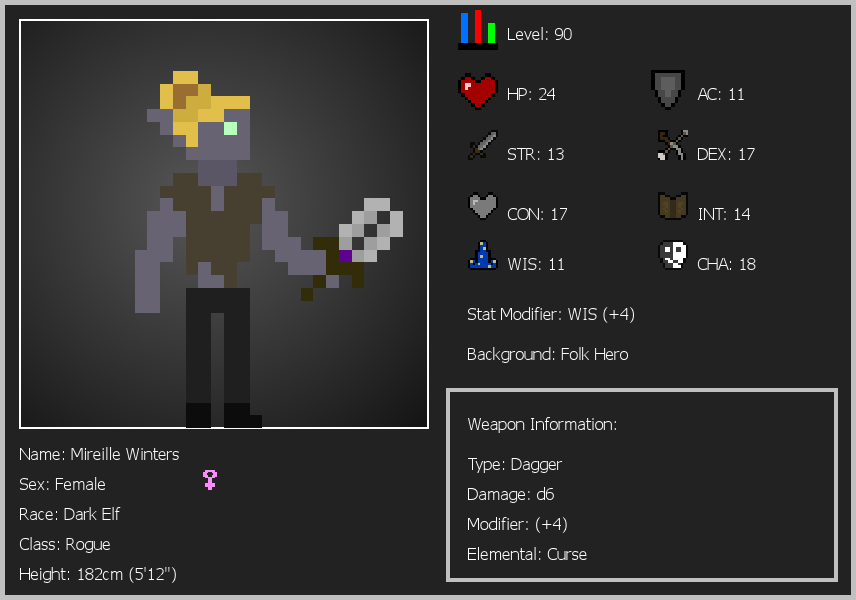 Level: 90
HP: 24
AC: 11
STR: 13
DEX: 17
CON: 17
INT: 14
WIS: 11
CHA: 18
Stat Modifier: WIS (+4)
Background: Folk Hero
Weapon Information:
Type: Dagger
Damage: d6
Modifier: (+4)
Elemental: Curse
Name: Mireille Winters
Sex: Female
Race: Dark Elf
Class: Rogue
Height: 182cm (5'12")